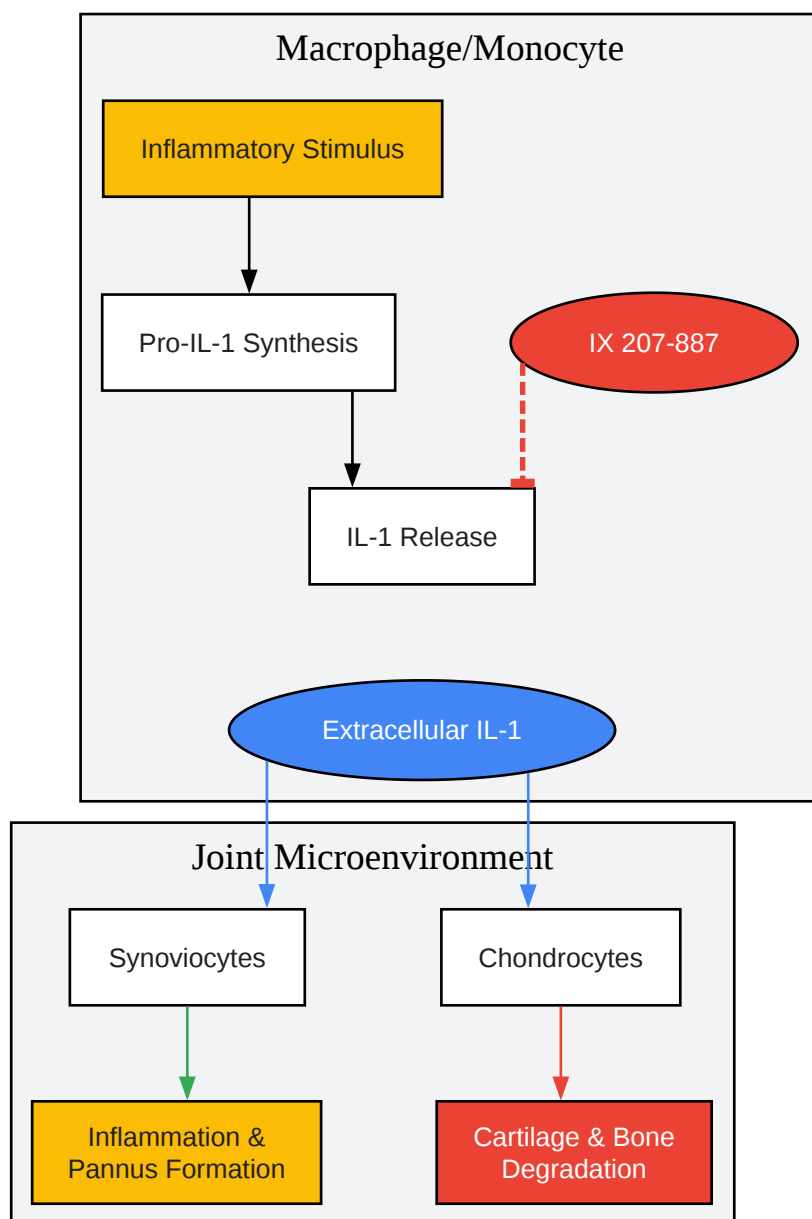 Macrophage/Monocyte
Inflammatory Stimulus
Pro-IL-1 Synthesis
IX 207-887
IL-1 Release
Extracellular IL-1
Joint Microenvironment
Synoviocytes
Chondrocytes
Inflammation &
Pannus Formation
Cartilage & Bone
Degradation